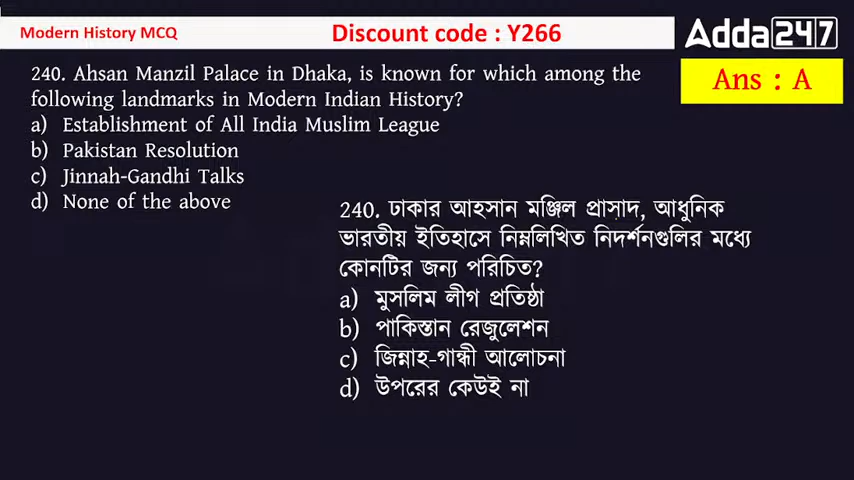 Modern History MCQ
Discount code : Y266
Adda247
240. Ahsan Manzil Palace in Dhaka, is known for which among the
following landmarks in Modern Indian History?
a) Establishment of All India Muslim League
b) Pakistan Resolution
c) Jinnah-Gandhi Talks
d) None of the above
Ans : A
240. ঢাকার আহসান মঞ্জিল প্রাসাদ, আধুনিক
ভারতীয় ইতিহাসে নিম্নলিখিত নিদর্শনগুলির মধ্যে
কোনটির জন্য পরিচিত?
a) মুসলিম লীগ প্রতিষ্ঠা
b) পাকিস্তান রেজুলেশন
c) জিন্নাহ-গান্ধী আলোচনা
d) উপরের কেউই না